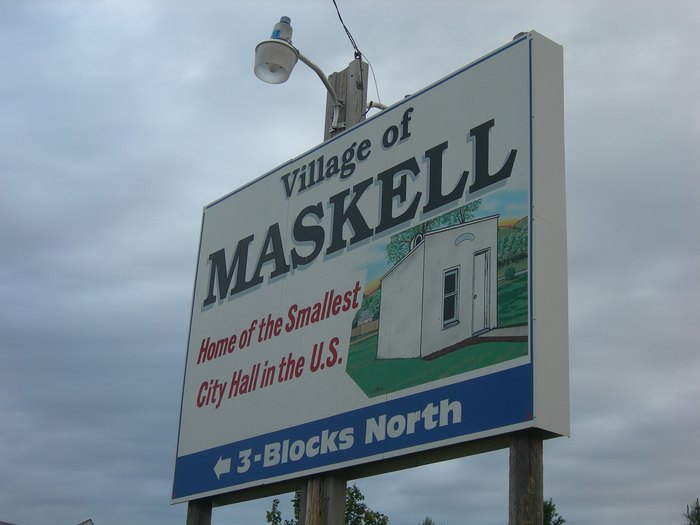 Village of
MASKELL
Home of the Smallest
City Hall in the U.S.
← 3-Blocks North